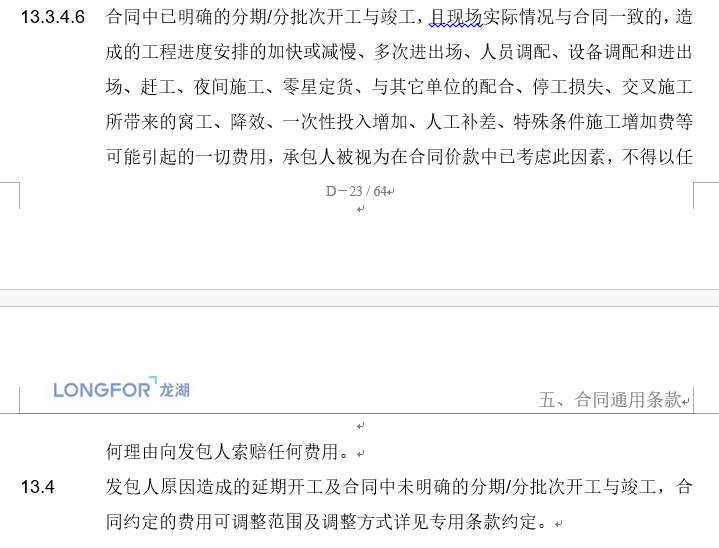 13.3.4.6 合同中已明确的分期/分批次开工与竣工，且现场实际情况与合同一致的，造
成的工程进度安排的加快或减慢、多次进出场、人员调配、设备调配和进出
场、赶工、夜间施工、零星定货、与其它单位的配合、停工损失、交叉施工
所带来的窝工、降效、一次性投入增加、人工补差、特殊条件施工增加费等
可能引起的一切费用，承包人被视为在合同价款中已考虑此因素，不得以任
D－23 / 64
LONGFOR 龙湖
五、合同通用条款
何理由向发包人索赔任何费用。
13.4 发包人原因造成的延期开工及合同中未明确的分期/分批次开工与竣工，合
同约定的费用可调整范围及调整方式详见专用条款约定。